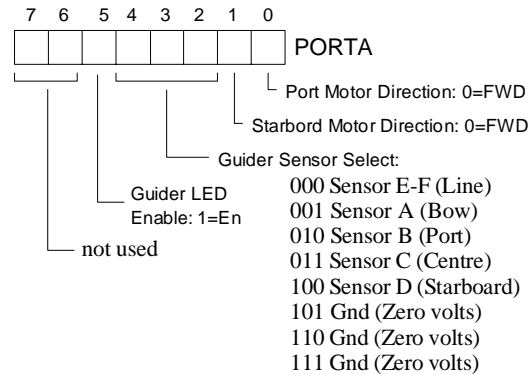 7 6 5 4 3 2 1 0
PORTA
Port Motor Direction: 0=FWD
Starbord Motor Direction: 0=FWD
Guider Sensor Select:
000 Sensor E-F (Line)
001 Sensor A (Bow)
010 Sensor B (Port)
011 Sensor C (Centre)
100 Sensor D (Starboard)
101 Gnd (Zero volts)
110 Gnd (Zero volts)
111 Gnd (Zero volts)
Guider LED
Enable: 1=En
not used